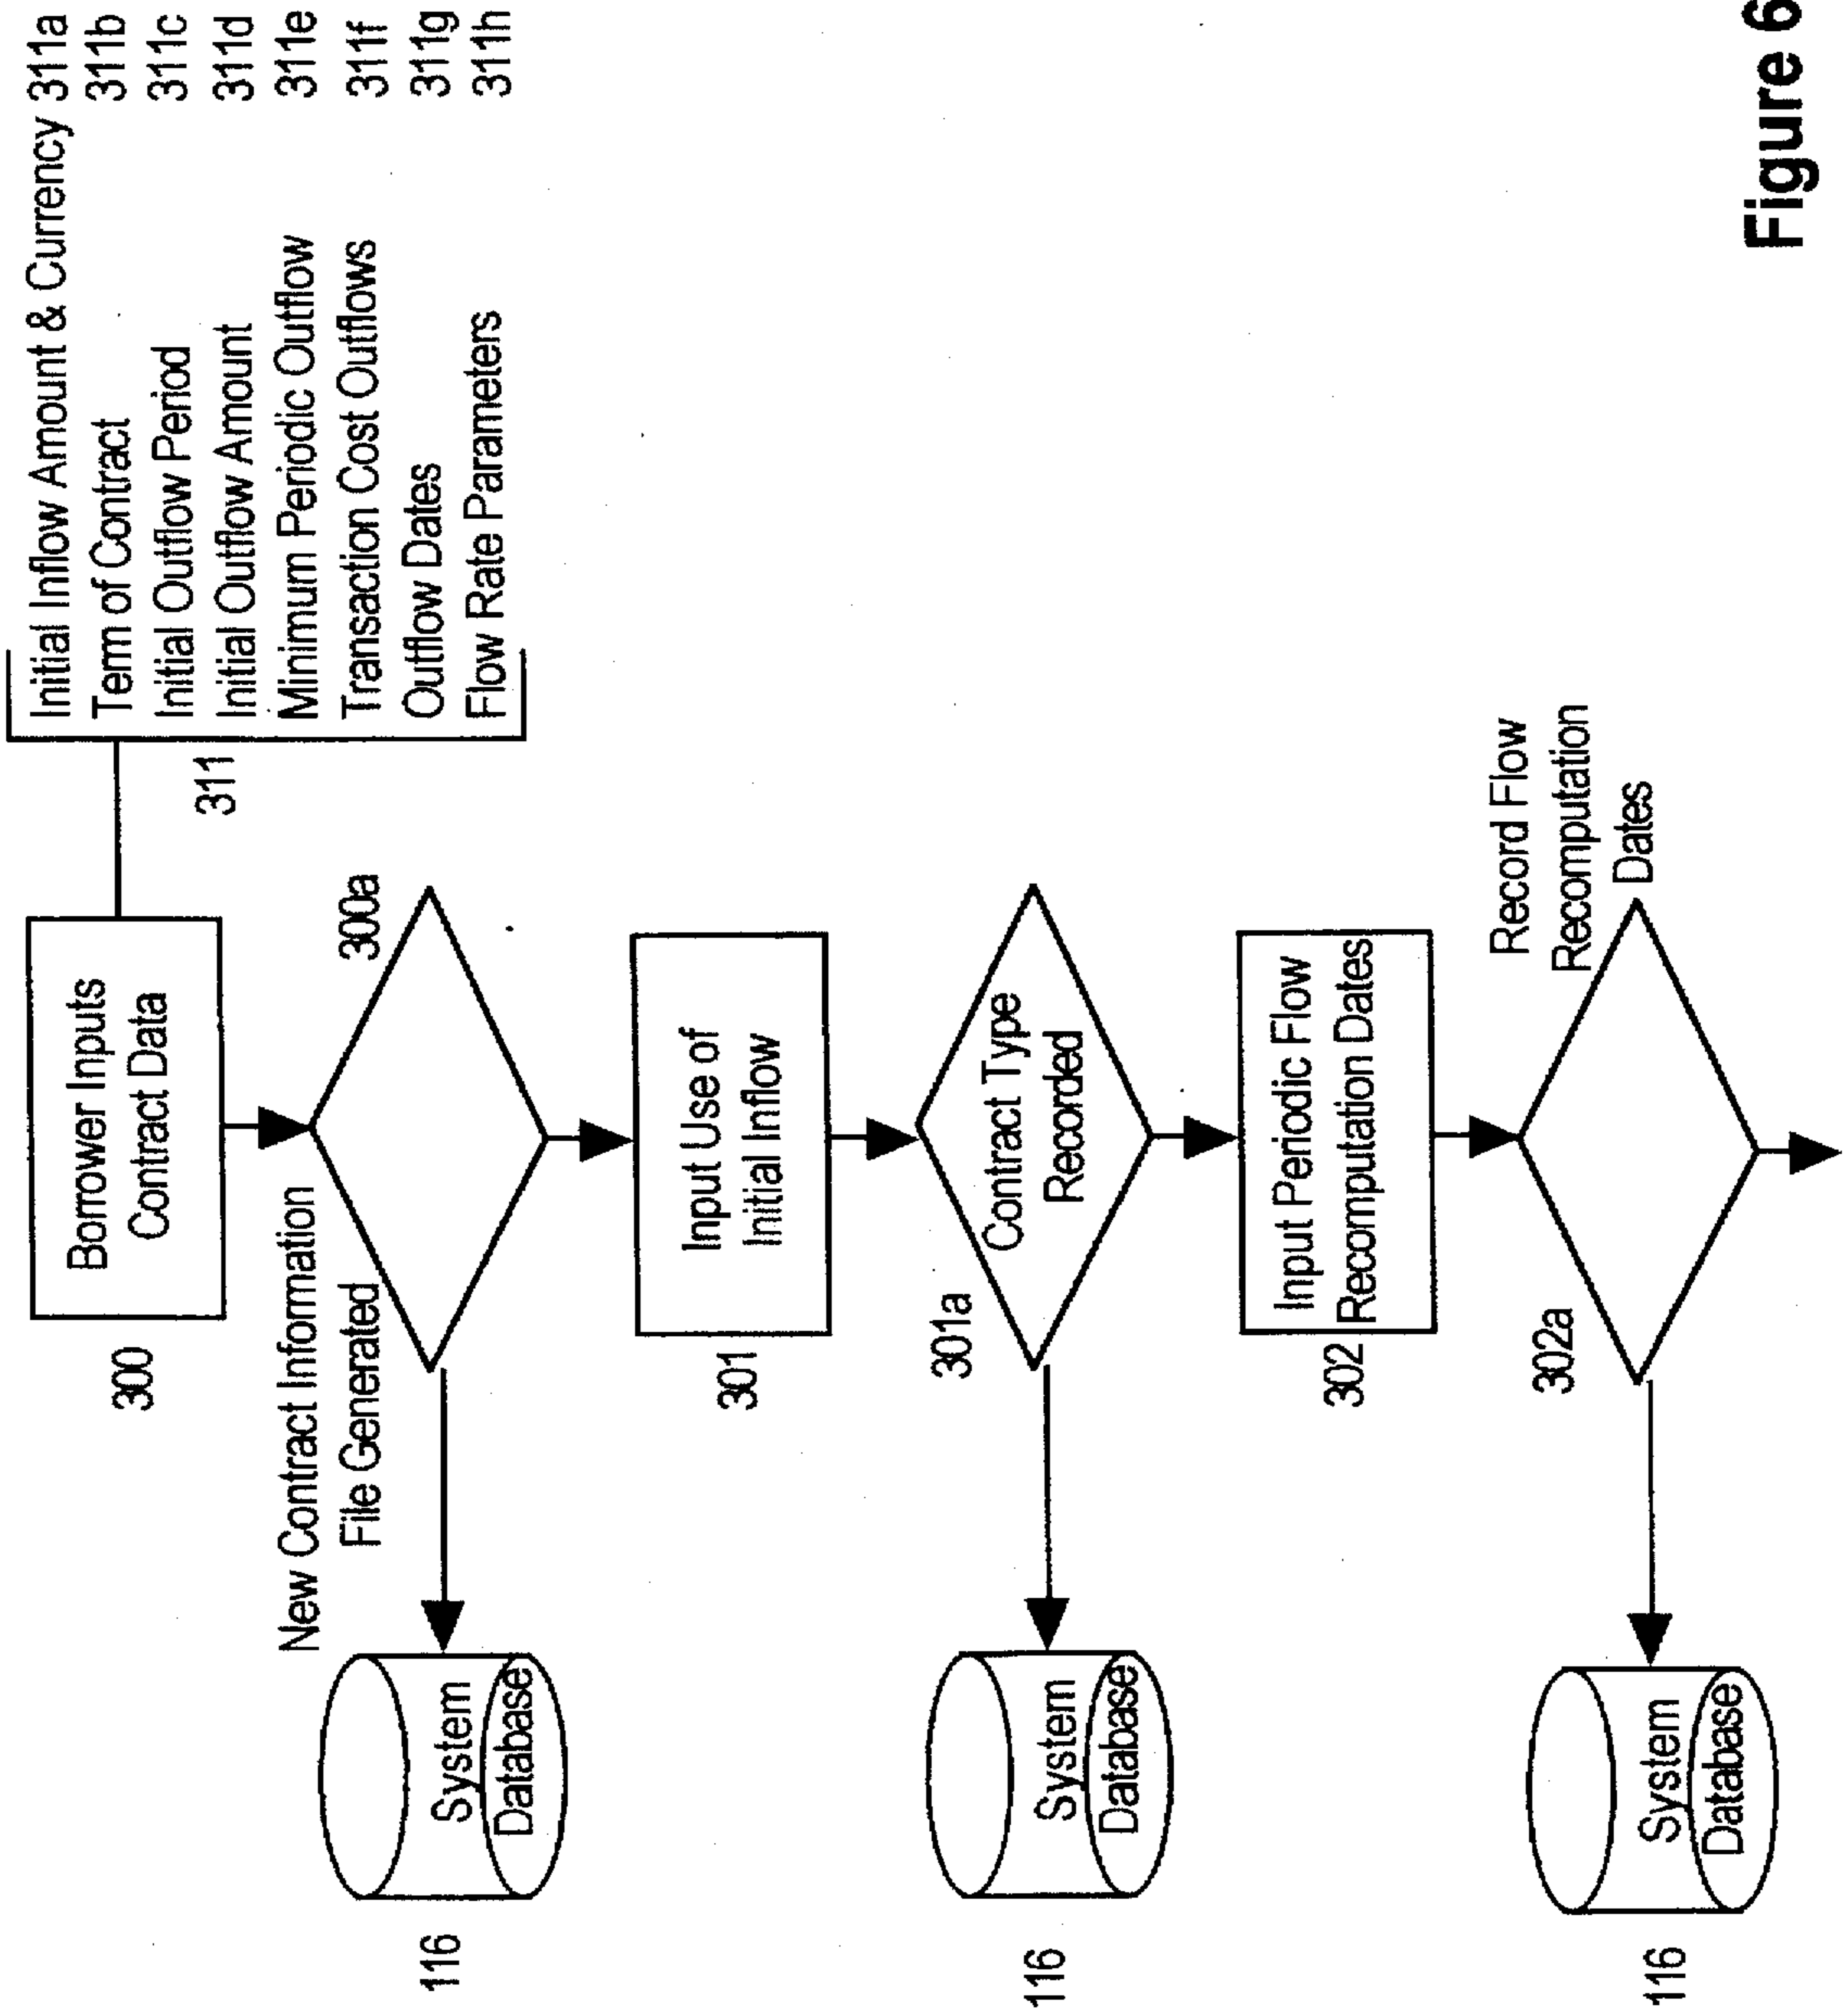 Initial Inflow Amount & Currency 311a
Term of Contract 311b
Initial Outflow Period 311c
Initial Outflow Amount 311d
Minimum Periodic Outflow 311e
Transaction Cost Outflows 311f
Outflow Dates 311g
Flow Rate Parameters 311h
311
Borrower Inputs
Contract Data
300
New Contract Information
File Generated
300a
System
Database
116
Input Use of
Initial Inflow
301
301a
Contract Type
Recorded
System
Database
116
Input Periodic Flow
Recomputation Dates
302
Record Flow
Recomputation
Dates
302a
System
Database
116
Figure 6